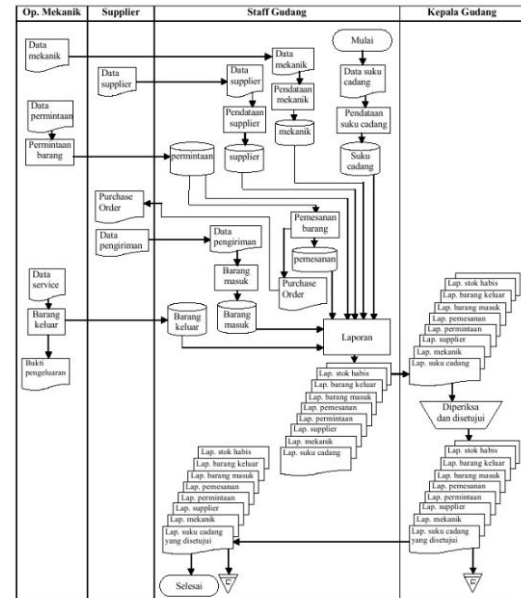 Op. Mekanik
Supplier
Staff Gudang
Kepala Gudang
Mulai
Data
mekanik
Data
mekanik
Data suku
cadang
Data
supplier
Data
supplier
Pendataan
mekanik
Data
permintaan
Pendataan
supplier
Pendataan
suku cadang
mekanik
Permintaan
barang
permintaan
supplier
Suku
cadang
Purchase
Order
Pemesanan
barang
Data
pengiriman
Data
pengiriman
pemesanan
Data
service
Barang
masuk
Purchase
Order
Barang
keluar
Barang
keluar
Barang
masuk
Laporan
Bukti
pengeluaran
Lap. stok habis
Lap. barang keluar
Lap. barang masuk
Lap. pemesanan
Lap. permintaan
Lap. supplier
Lap. mekanik
Lap. suku cadang
Lap. stok habis
Lap. barang keluar
Lap. barang masuk
Lap. pemesanan
Lap. permintaan
Lap. supplier
Lap. mekanik
Lap. suku cadang
Diperiksa
dan disetujui
Lap. stok habis
Lap. barang keluar
Lap. barang masuk
Lap. pemesanan
Lap. permintaan
Lap. supplier
Lap. mekanik
Lap. suku cadang
yang disetujui
Lap. stok habis
Lap. barang keluar
Lap. barang masuk
Lap. pemesanan
Lap. permintaan
Lap. supplier
Lap. mekanik
Lap. suku cadang
yang disetujui
Selesai